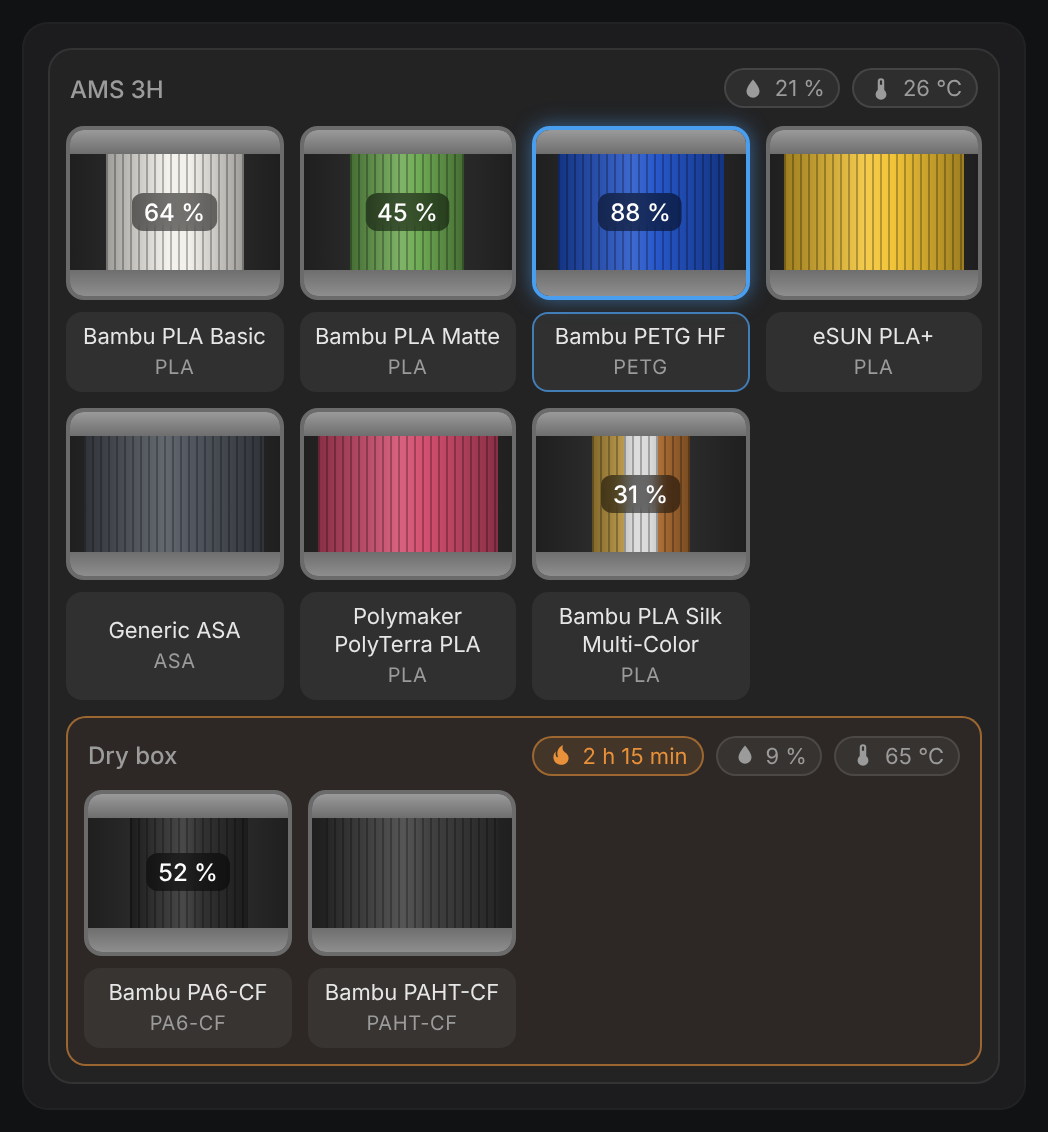 AMS 3H
21 %
26 °C
64 %
45 %
88 %
Bambu PLA Basic
PLA
Bambu PLA Matte
PLA
Bambu PETG HF
PETG
eSUN PLA+
PLA
31 %
Generic ASA
ASA
Polymaker
PolyTerra PLA
PLA
Bambu PLA Silk
Multi-Color
PLA
Dry box
2 h 15 min
9 %
65 °C
52 %
Bambu PA6-CF
PA6-CF
Bambu PAHT-CF
PAHT-CF